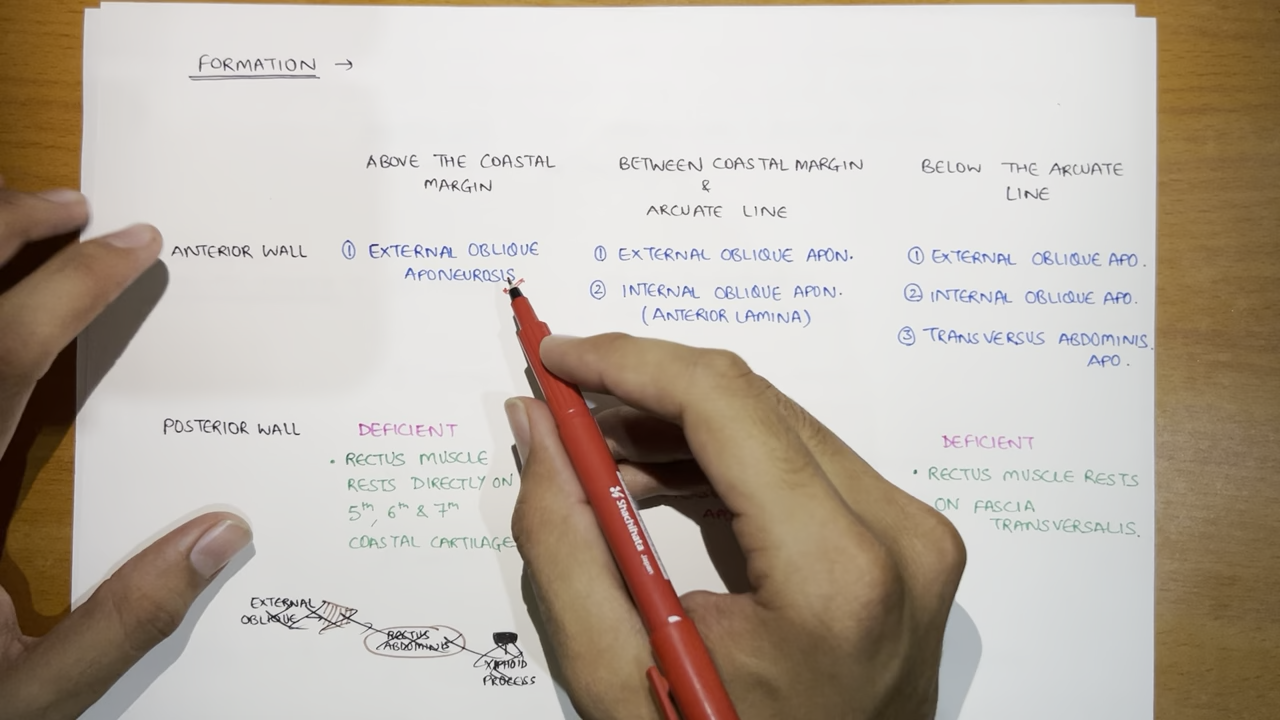 FORMATION →
ABOVE THE COASTAL
MARGIN
BETWEEN COASTAL MARGIN
&
ARCUATE LINE
BELOW THE ARCUATE
LINE
ANTERIOR WALL
① EXTERNAL OBLIQUE
APONEUROSIS
① EXTERNAL OBLIQUE APON.
② INTERNAL OBLIQUE APON.
(ANTERIOR LAMINA)
① EXTERNAL OBLIQUE APO.
② INTERNAL OBLIQUE APO.
③ TRANSVERSUS ABDOMINIS.
APO.
POSTERIOR WALL
DEFICIENT
• RECTUS MUSCLE
RESTS DIRECTLY ON
5th, 6th & 7th
COASTAL CARTILAGE
DEFICIENT
• RECTUS MUSCLE RESTS
ON FASCIA
TRANSVERSALIS.
EXTERNAL
OBLIQUE
RECTUS
ABDOMINIS
XIPHOID
PROCESS
Shachihata Japan